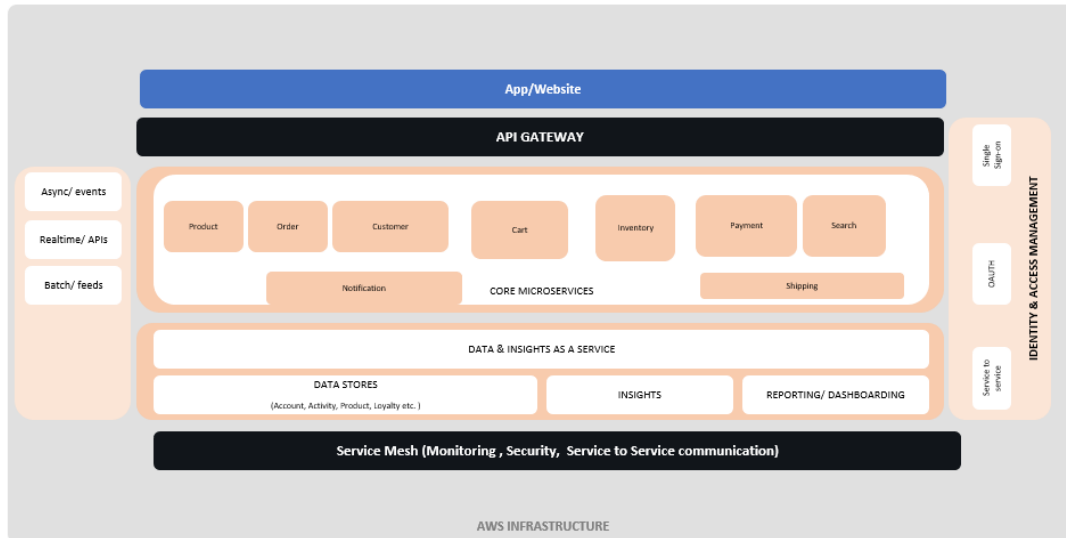 App/Website
API GATEWAY
Async/ events
Realtime/ APIs
Batch/ feeds
Product
Order
Customer
Cart
Inventory
Payment
Search
Notification
CORE MICROSERVICES
Shipping
DATA & INSIGHTS AS A SERVICE
DATA STORES
(Account, Activity, Product, Loyalty etc. )
INSIGHTS
REPORTING/ DASHBOARDING
Single
Sign-on
OAUTH
Service to
service
IDENTITY & ACCESS MANAGEMENT
Service Mesh (Monitoring , Security,  Service to Service communication)
AWS INFRASTRUCTURE